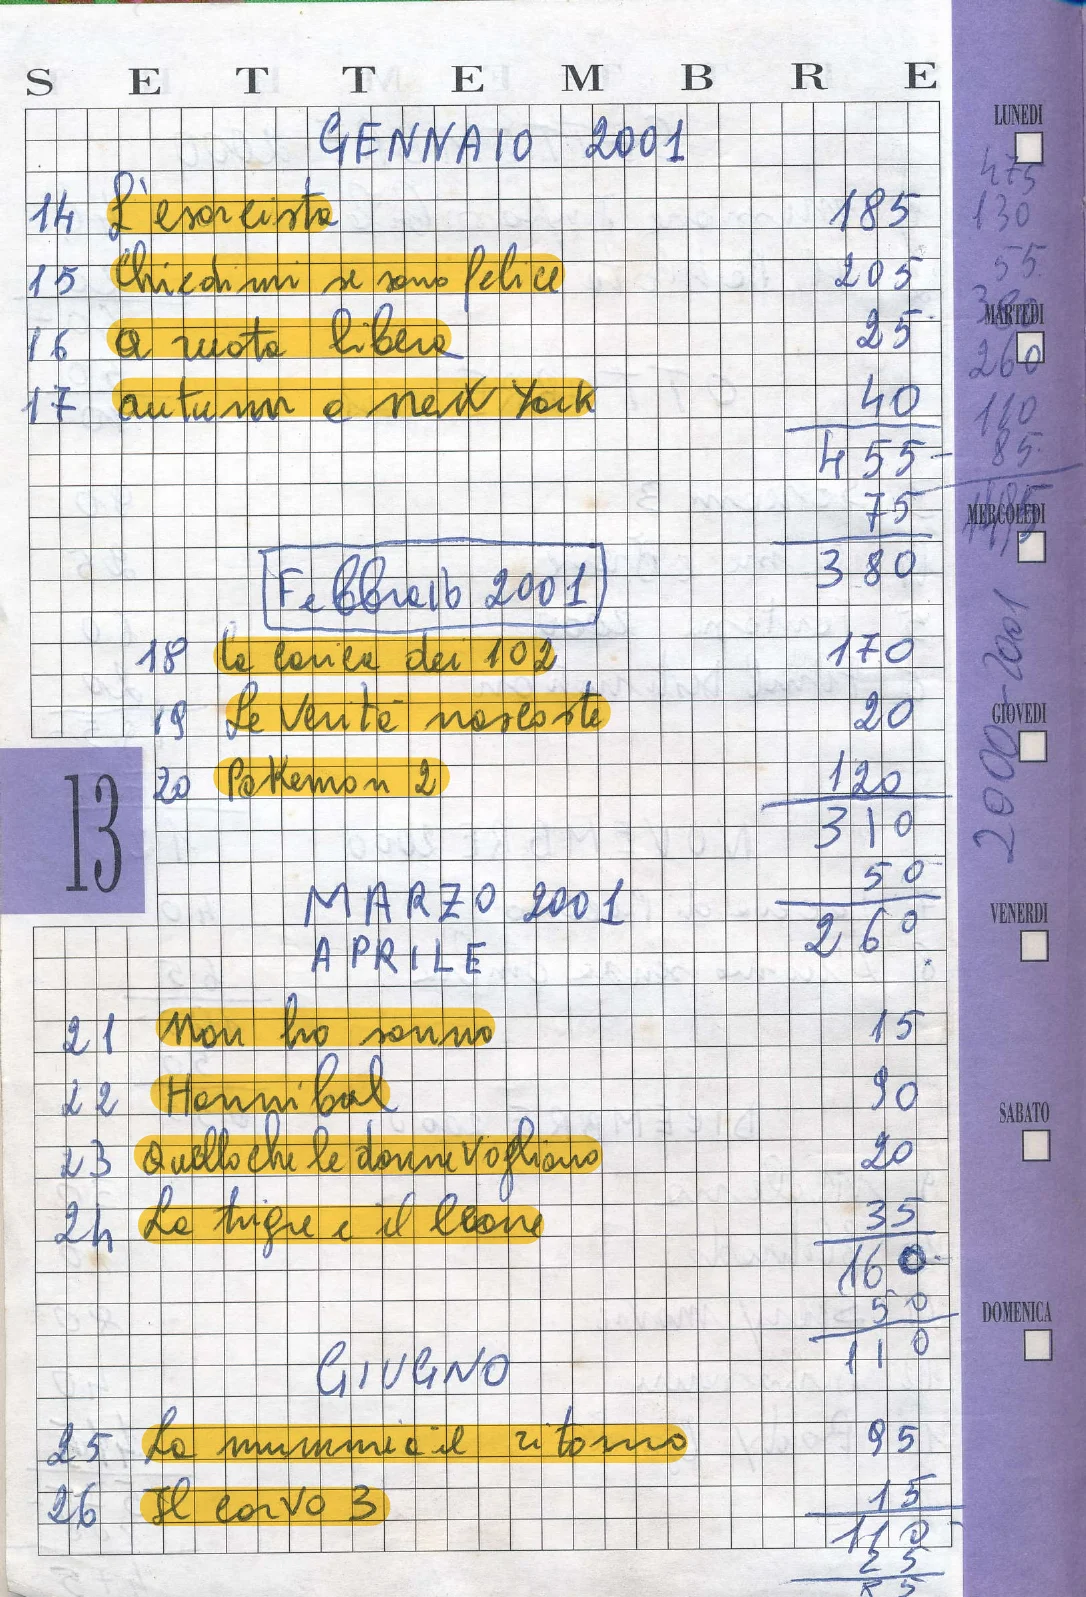 S E T T E M B R E
GENNAIO 2001
14 L'esorcista 185
15 Chiedimi se sono felice 205
16 a ruota libera 25
17 autumn e new York 40
455-
75
380
Febbraio 2001
18 la carica dei 102 170
19 Le Verità nascoste 20
20 Pokemon 2 120
310
50
260
MARZO 2001
APRILE
21 Non ho sonno 15
22 Hannibal 90
23 Quello che le donne Vogliono 20
24 La tigre e il leone 35
160-
50
110
GIUGNO
25 La mummia il ritorno 95
26 Il corvo 3 15
110-
25
85
13
LUNEDI
475
130
55
380
MARTEDI
260
110
85
MERCOLEDI
2000-2001
GIOVEDI
VENERDI
SABATO
DOMENICA